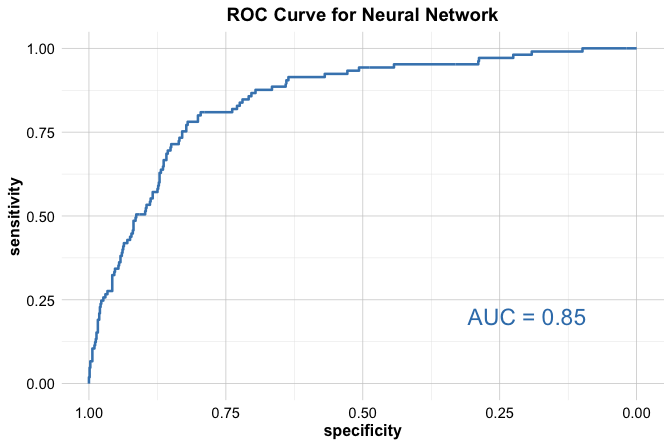 ROC Curve for Neural Network
1.00
0.75
0.50
0.25
0.00
sensitivity
AUC = 0.85
1.00 0.75 0.50 0.25 0.00
specificity